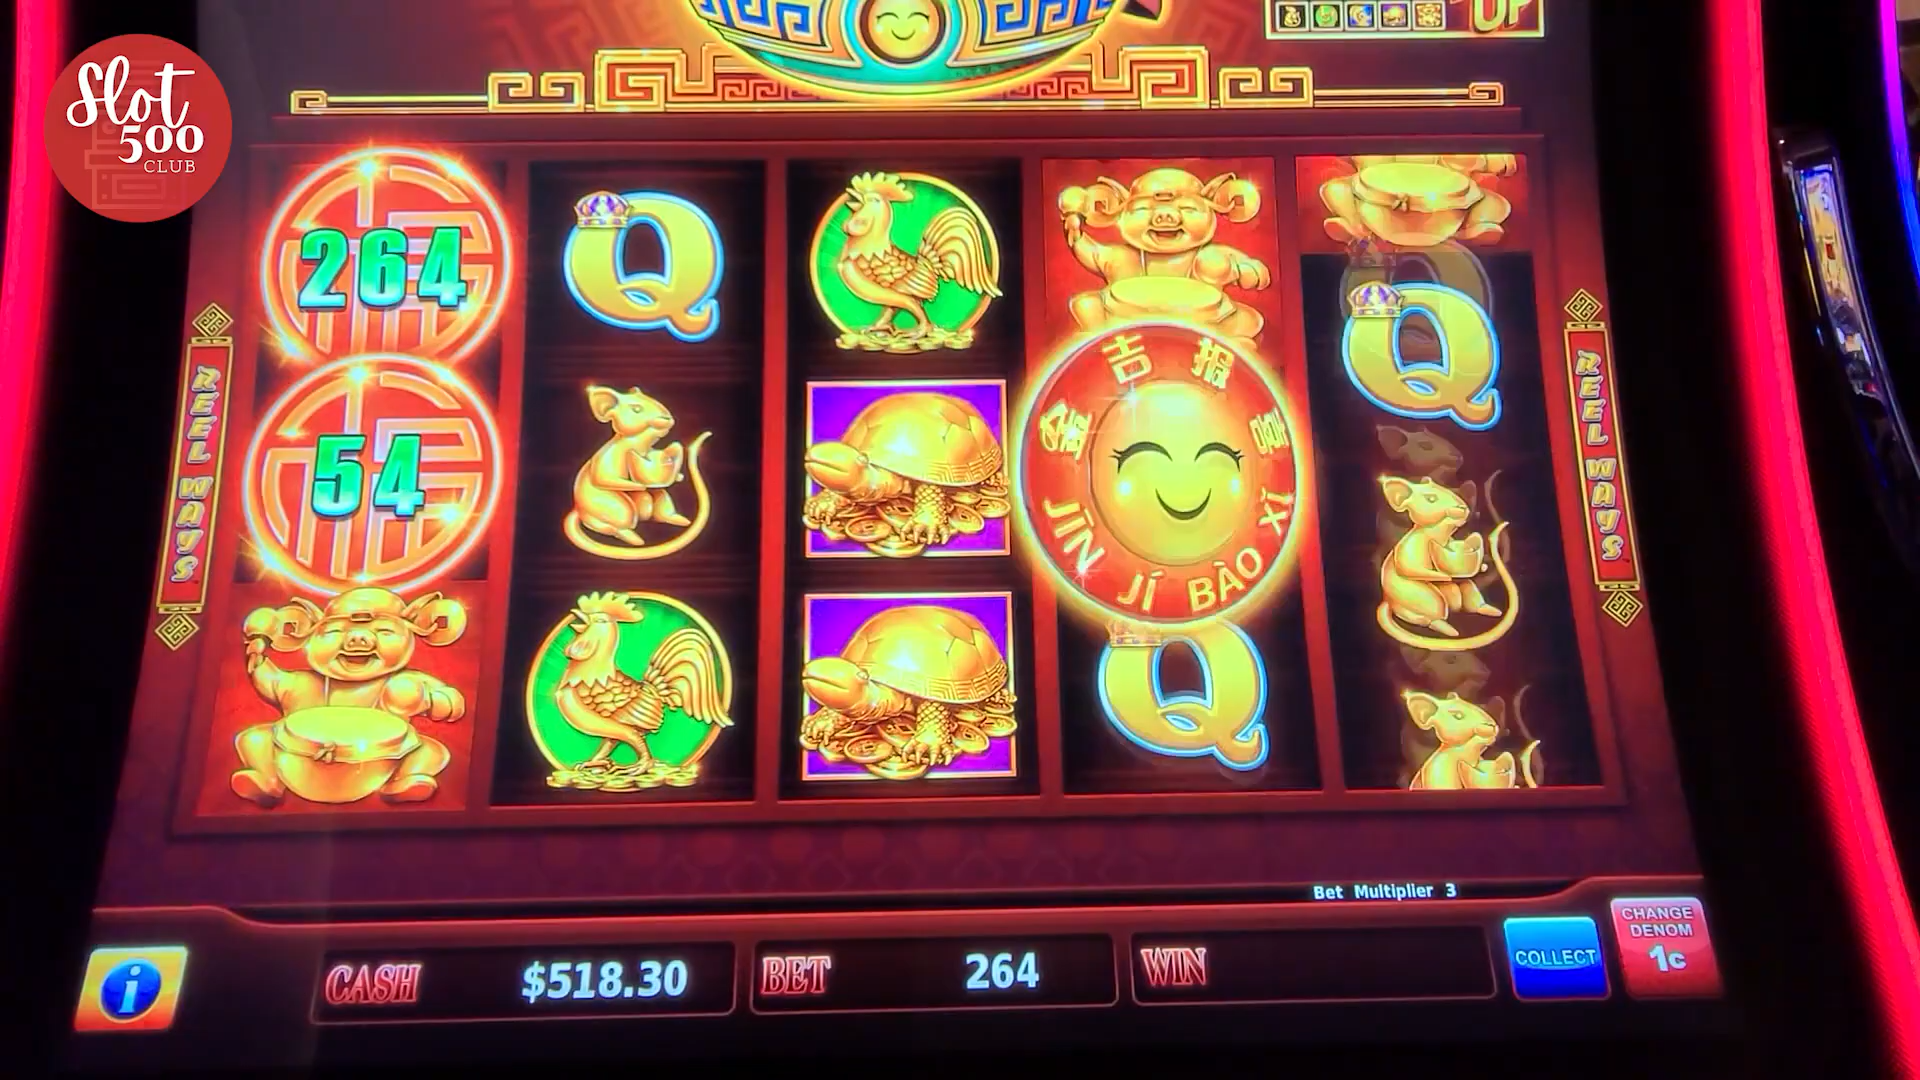 Slot
500
CLUB
UP
264
54
Q
Q
Q
吉 报
JĪN JÍ BÀO XǏ
REEL WAYS
REEL WAYS
Bet Multiplier 3
CASH $518.30
BET 264
WIN
COLLECT
CHANGE
DENOM
1c